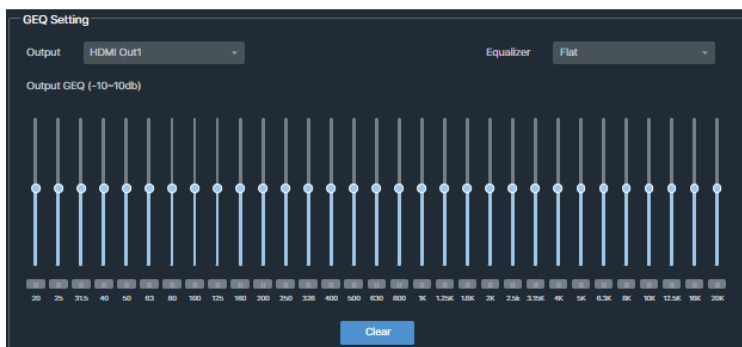 GEQ Setting
Output HDMI Out1 Equalizer Flat
Output GEQ (-10~10db)
0 0 0 0 0 0 0 0 0 0 0 0 0 0 0 0 0 0 0 0 0 0 0 0 0 0 0 0 0 0 0
20 25 31.5 40 50 63 80 100 125 160 200 250 326 400 500 630 800 1K 1.25K 1.6K 2K 2.5k 3.15K 4K 5K 6.3K 8K 10K 12.5K 16K 20K
Clear